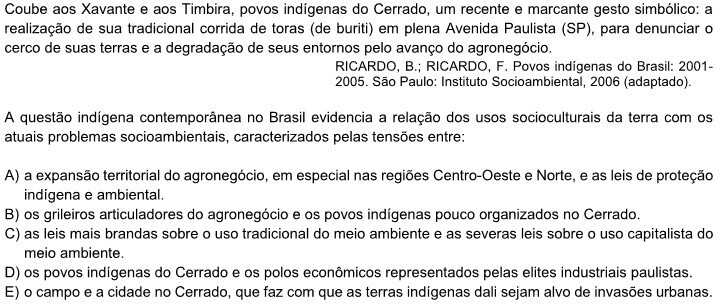 Coube aos Xavante e aos Timbira, povos indígenas do Cerrado, um recente e marcante gesto simbólico: a
realização de sua tradicional corrida de toras (de buriti) em plena Avenida Paulista (SP), para denunciar o
cerco de suas terras e a degradação de seus entornos pelo avanço do agronegócio.
RICARDO, B.; RICARDO, F. Povos indígenas do Brasil: 2001-
2005. São Paulo: Instituto Socioambiental, 2006 (adaptado).
A questão indígena contemporânea no Brasil evidencia a relação dos usos socioculturais da terra com os
atuais problemas socioambientais, caracterizados pelas tensões entre:
A) a expansão territorial do agronegócio, em especial nas regiões Centro-Oeste e Norte, e as leis de proteção
indígena e ambiental.
B) os grileiros articuladores do agronegócio e os povos indígenas pouco organizados no Cerrado.
C) as leis mais brandas sobre o uso tradicional do meio ambiente e as severas leis sobre o uso capitalista do
meio ambiente.
D) os povos indígenas do Cerrado e os polos econômicos representados pelas elites industriais paulistas.
E) o campo e a cidade no Cerrado, que faz com que as terras indígenas dali sejam alvo de invasões urbanas.